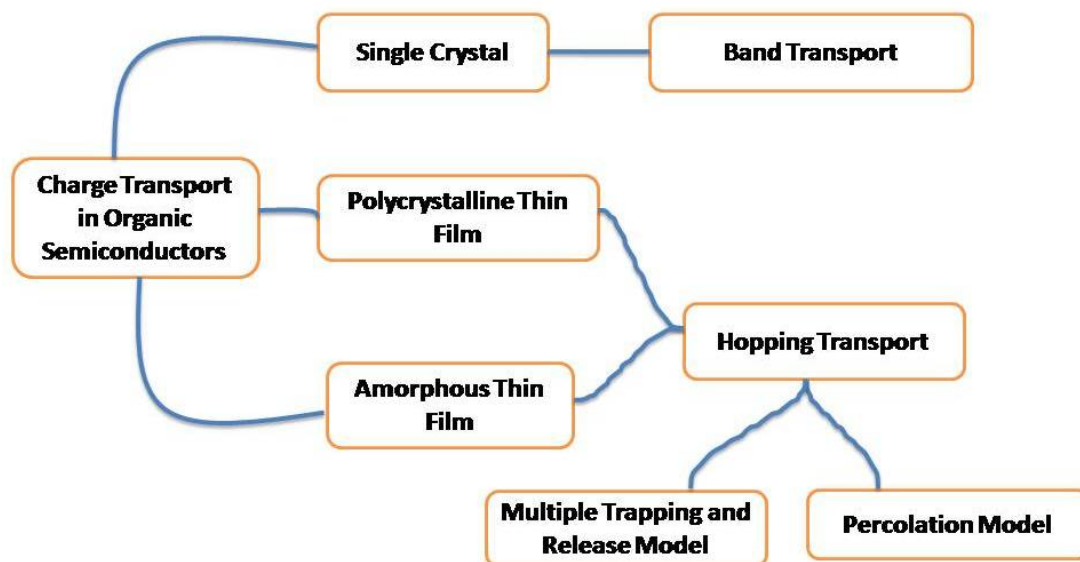 Single Crystal
Band Transport
Charge Transport
in Organic
Semiconductors
Polycrystalline Thin
Film
Hopping Transport
Amorphous Thin
Film
Multiple Trapping and
Release Model
Percolation Model